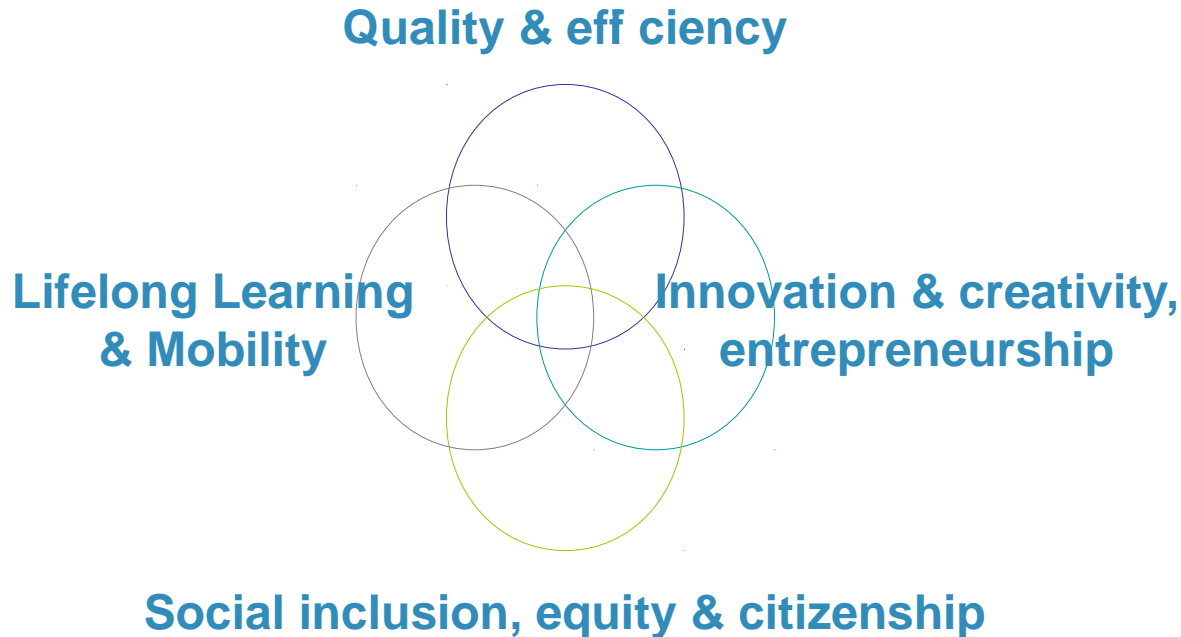 Quality & eff ciency
Lifelong Learning
& Mobility
Innovation & creativity,
entrepreneurship
Social inclusion, equity & citizenship